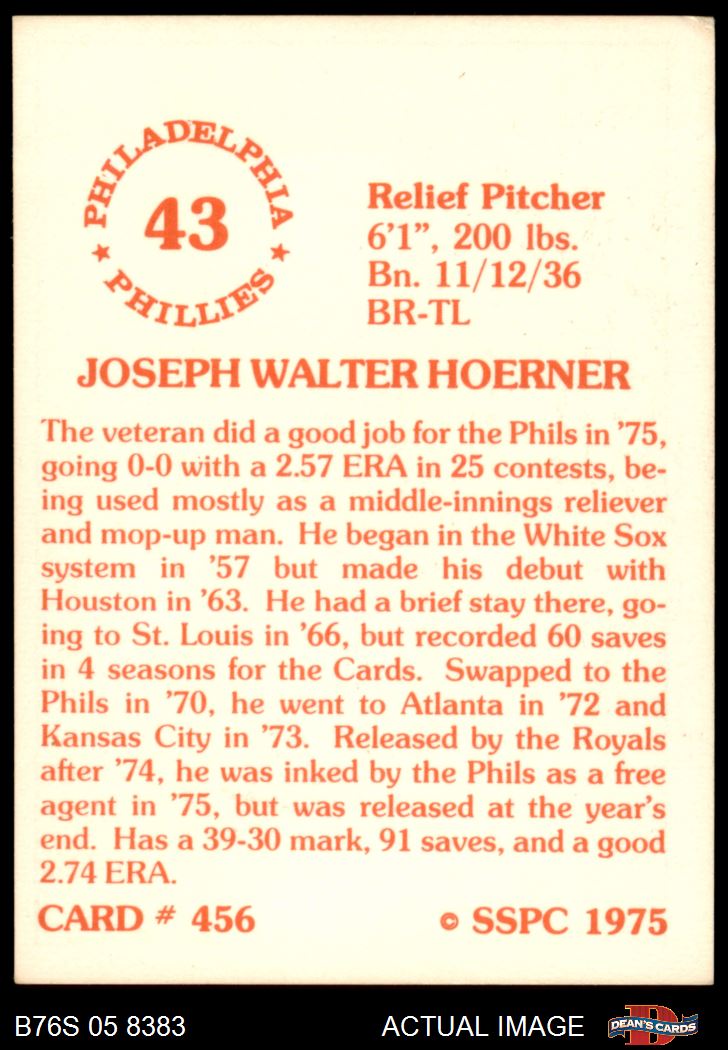 PHILADELPHIA
43
★ PHILLIES ★
Relief Pitcher
6'1", 200 lbs.
Bn. 11/12/36
BR-TL
JOSEPH WALTER HOERNER
The veteran did a good job for the Phils in '75,
going 0-0 with a 2.57 ERA in 25 contests, be-
ing used mostly as a middle-innings reliever
and mop-up man. He began in the White Sox
system in '57 but made his debut with
Houston in '63. He had a brief stay there, go-
ing to St. Louis in '66, but recorded 60 saves
in 4 seasons for the Cards. Swapped to the
Phils in '70, he went to Atlanta in '72 and
Kansas City in '73. Released by the Royals
after '74, he was inked by the Phils as a free
agent in '75, but was released at the year's
end. Has a 39-30 mark, 91 saves, and a good
2.74 ERA.
CARD # 456 © SSPC 1975
B76S 05 8383 ACTUAL IMAGE D DEAN'S CARDS